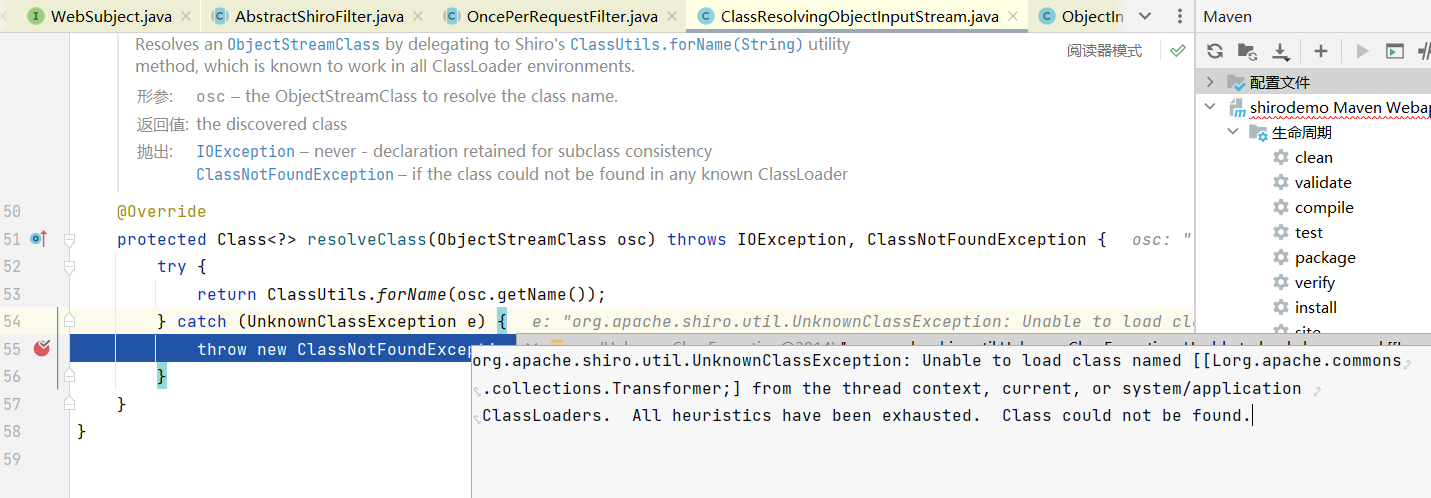 WebSubject.java
AbstractShiroFilter.java
OncePerRequestFilter.java
ClassResolvingObjectInputStream.java
ObjectIn
Maven
Resolves an ObjectStreamClass by delegating to Shiro's ClassUtils.forName(String) utility
method, which is known to work in all ClassLoader environments.
阅读器模式
形参: osc – the ObjectStreamClass to resolve the class name.
返回值: the discovered class
抛出: IOException – never - declaration retained for subclass consistency
ClassNotFoundException – if the class could not be found in any known ClassLoader
50 @Override
51 protected Class<?> resolveClass(ObjectStreamClass osc) throws IOException, ClassNotFoundException { osc: "
52 try {
53 return ClassUtils.forName(osc.getName());
54 } catch (UnknownClassException e) { e: "org.apache.shiro.util.UnknownClassException: Unable to load cl
55 throw new ClassNotFoundExcepti
56 }
57 }
58 }
59
org.apache.shiro.util.UnknownClassException: Unable to load class named [[Lorg.apache.commons
.collections.Transformer;] from the thread context, current, or system/application
ClassLoaders. All heuristics have been exhausted. Class could not be found.
配置文件
shirodemo Maven Webap
生命周期
clean
validate
compile
test
package
verify
install
site